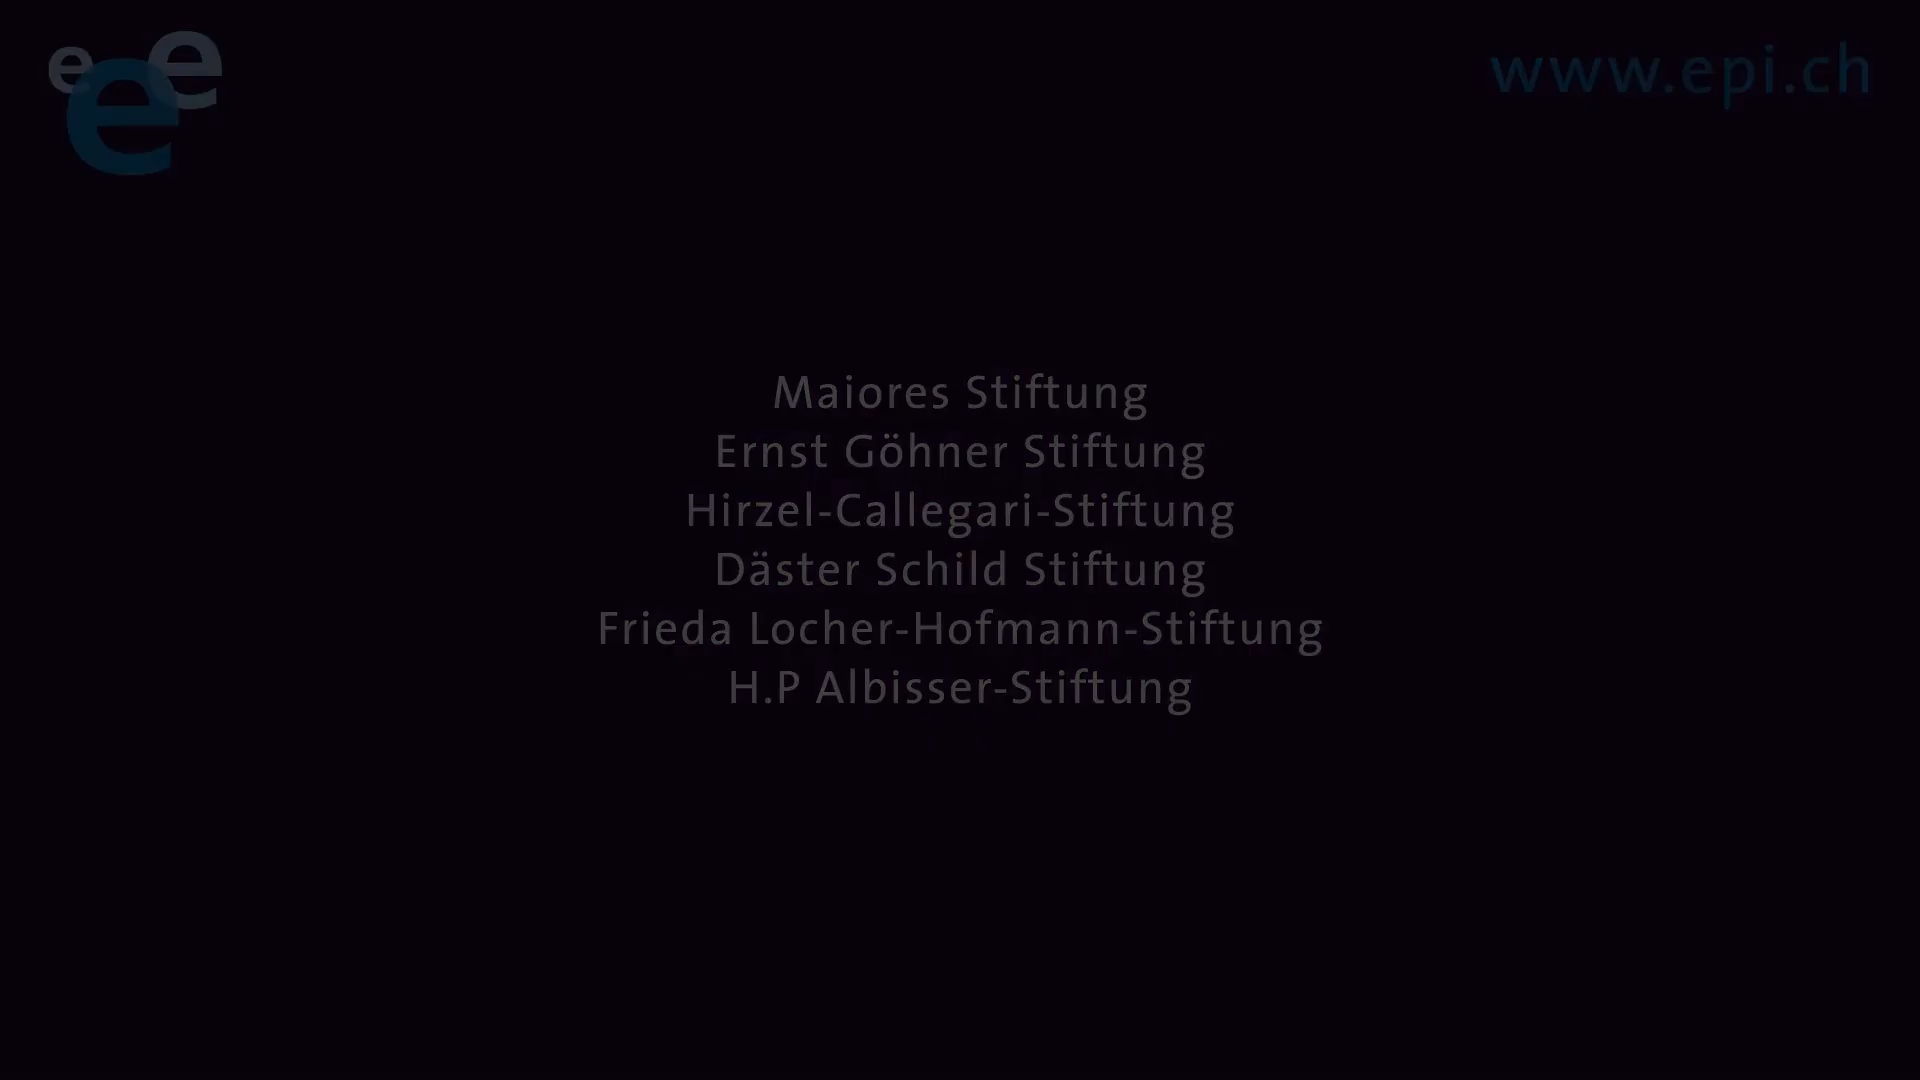 eee
www.epi.ch
Maiores Stiftung
Ernst Göhner Stiftung
Hirzel-Callegari-Stiftung
Däster Schild Stiftung
Frieda Locher-Hofmann-Stiftung
H.P Albisser-Stiftung